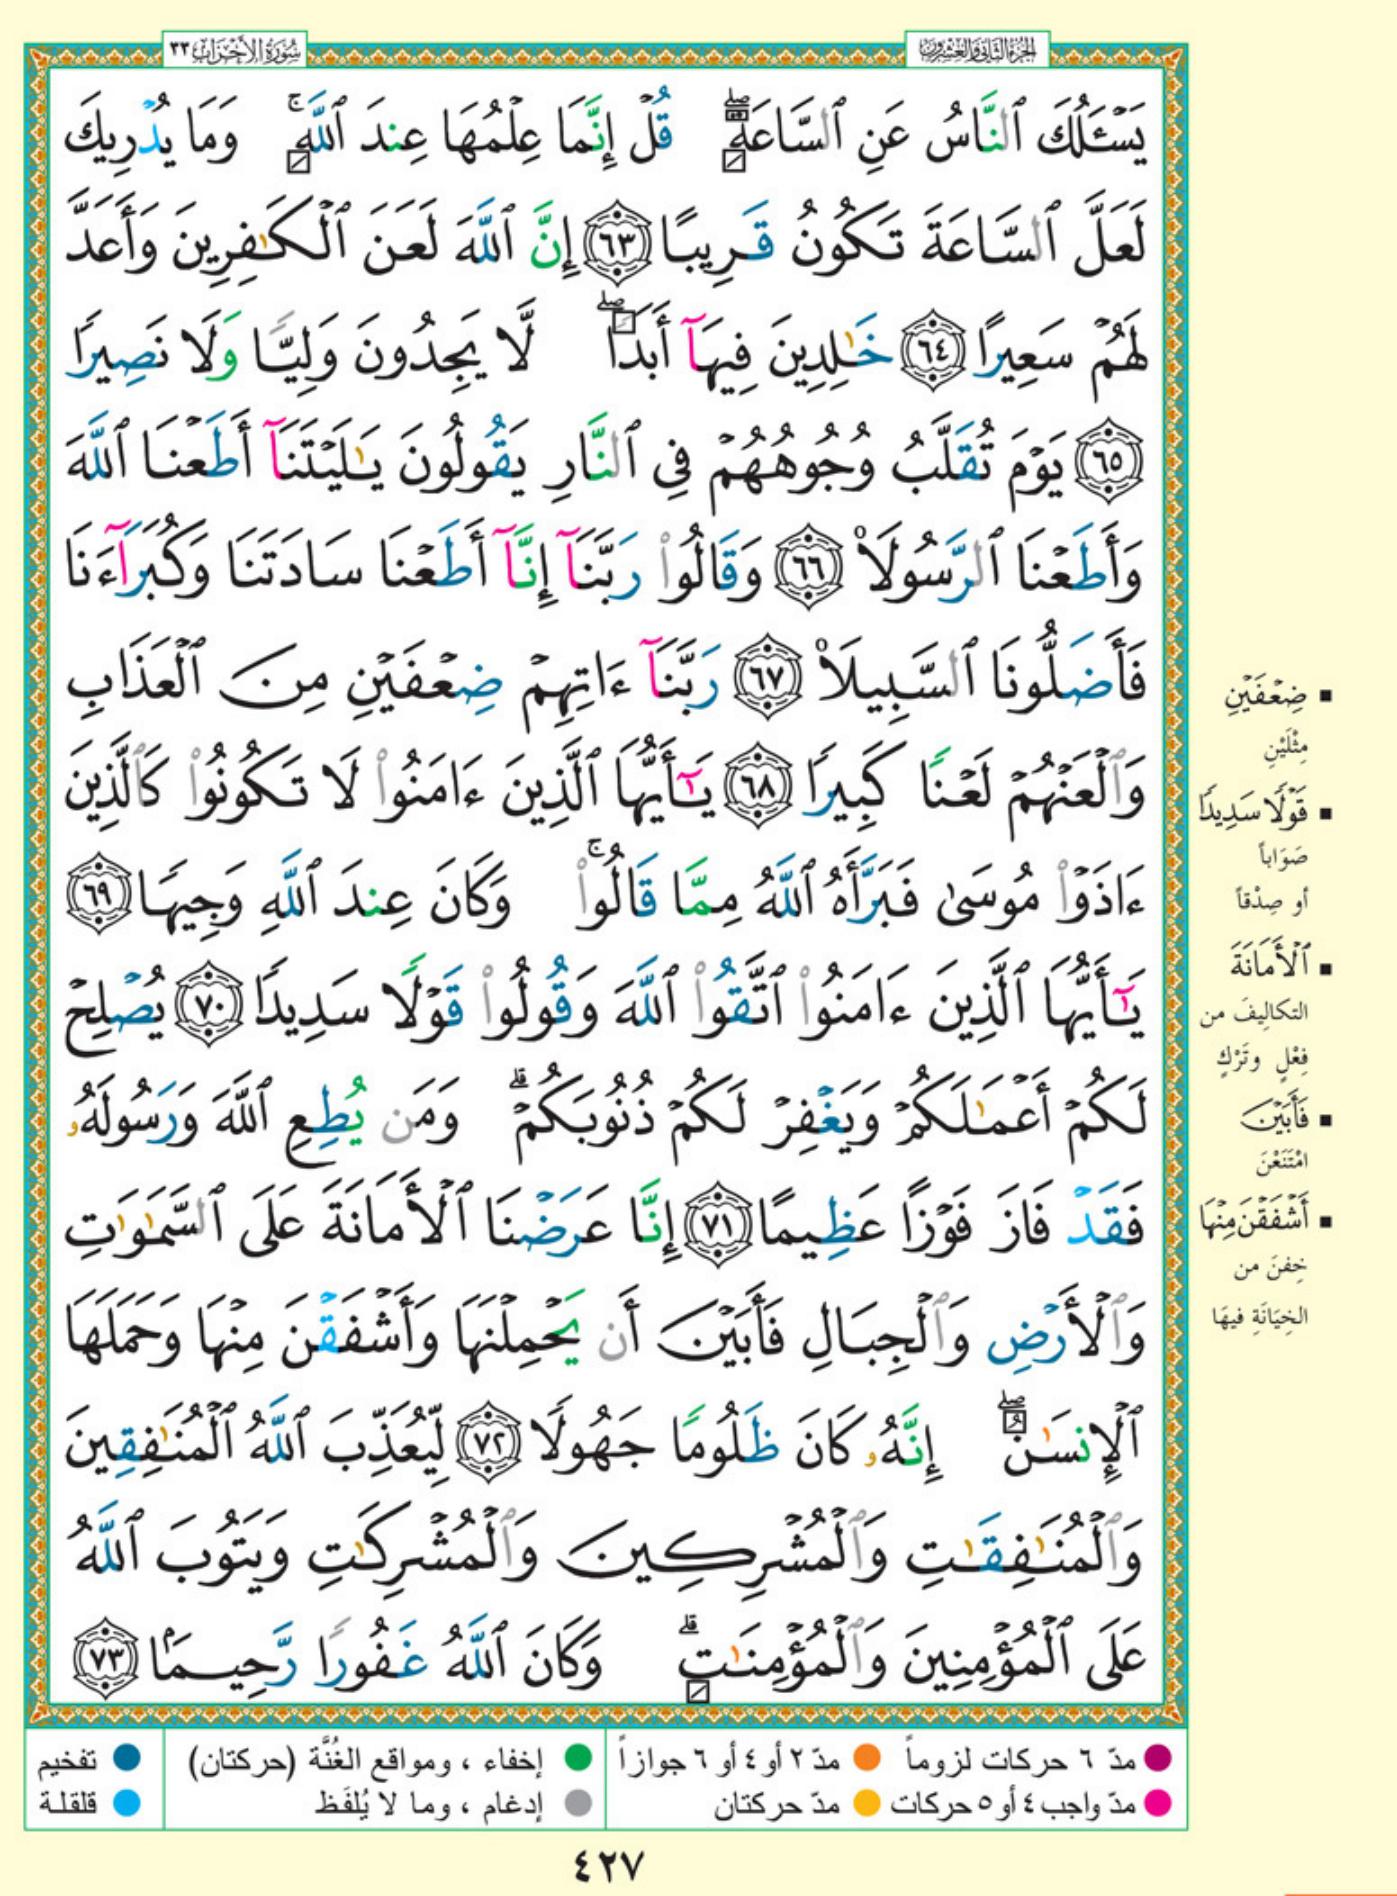 الجزء الثاني والعشرون
سورة الأحزاب ٣٣
يَسْـَٔلُكَ ٱلنَّاسُ عَنِ ٱلسَّاعَةِۖ قُلْ إِنَّمَا عِلْمُهَا عِندَ ٱللَّهِۚ وَمَا يُدْرِيكَ
لَعَلَّ ٱلسَّاعَةَ تَكُونُ قَرِيبًا ٦٣ إِنَّ ٱللَّهَ لَعَنَ ٱلْكَـٰفِرِينَ وَأَعَدَّ
لَهُمْ سَعِيرًا ٦٤ خَـٰلِدِينَ فِيهَآ أَبَدًاۖ لَّا يَجِدُونَ وَلِيًّا وَلَا نَصِيرًا
٦٥ يَوْمَ تُقَلَّبُ وُجُوهُهُمْ فِى ٱلنَّارِ يَقُولُونَ يَـٰلَيْتَنَآ أَطَعْنَا ٱللَّهَ
وَأَطَعْنَا ٱلرَّسُولَا۠ ٦٦ وَقَالُوا۟ رَبَّنَآ إِنَّآ أَطَعْنَا سَادَتَنَا وَكُبَرَآءَنَا
فَأَضَلُّونَا ٱلسَّبِيلَا۠ ٦٧ رَبَّنَآ ءَاتِهِمْ ضِعْفَيْنِ مِنَ ٱلْعَذَابِ
وَٱلْعَنْهُمْ لَعْنًا كَبِيرًا ٦٨ يَـٰٓأَيُّهَا ٱلَّذِينَ ءَامَنُوا۟ لَا تَكُونُوا۟ كَٱلَّذِينَ
ءَاذَوْا۟ مُوسَىٰ فَبَرَّأَهُ ٱللَّهُ مِمَّا قَالُوا۟ۚ وَكَانَ عِندَ ٱللَّهِ وَجِيهًا ٦٩
يَـٰٓأَيُّهَا ٱلَّذِينَ ءَامَنُوا۟ ٱتَّقُوا۟ ٱللَّهَ وَقُولُوا۟ قَوْلًا سَدِيدًا ٧٠ يُصْلِحْ
لَكُمْ أَعْمَـٰلَكُمْ وَيَغْفِرْ لَكُمْ ذُنُوبَكُمْۗ وَمَن يُطِعِ ٱللَّهَ وَرَسُولَهُۥ
فَقَدْ فَازَ فَوْزًا عَظِيمًا ٧١ إِنَّا عَرَضْنَا ٱلْأَمَانَةَ عَلَى ٱلسَّمَـٰوَٰتِ
وَٱلْأَرْضِ وَٱلْجِبَالِ فَأَبَيْنَ أَن يَحْمِلْنَهَا وَأَشْفَقْنَ مِنْهَا وَحَمَلَهَا
ٱلْإِنسَـٰنُۖ إِنَّهُۥ كَانَ ظَلُومًا جَهُولًا ٧٢ لِّيُعَذِّبَ ٱللَّهُ ٱلْمُنَـٰفِقِينَ
وَٱلْمُنَـٰفِقَـٰتِ وَٱلْمُشْرِكِينَ وَٱلْمُشْرِكَـٰتِ وَيَتُوبَ ٱللَّهُ
عَلَى ٱلْمُؤْمِنِينَ وَٱلْمُؤْمِنَـٰتِۗ وَكَانَ ٱللَّهُ غَفُورًا رَّحِيمًۢا ٧٣
ضِعْفَيْنِ
مِثْلَيْنِ
قَوْلًا سَدِيدًا
صَوَاباً
أو صِدْقاً
ٱلْأَمَانَةَ
التكاليفَ من
فِعْلٍ وتَرْكٍ
فَأَبَيْنَ
امْتَنَعْنَ
أَشْفَقْنَ مِنْهَا
خِفنَ من
الخِيَانَةِ فيهَا
مدّ ٦ حركات لزوماً
مدّ ٢ أو ٤ أو ٦ جوازاً
إخفاء ، ومواقع الغُنَّة (حركتان)
تفخيم
مدّ واجب ٤ أو ٥ حركات
مدّ حركتان
إدغام ، وما لا يُلفَظ
قلقلة
٤٢٧